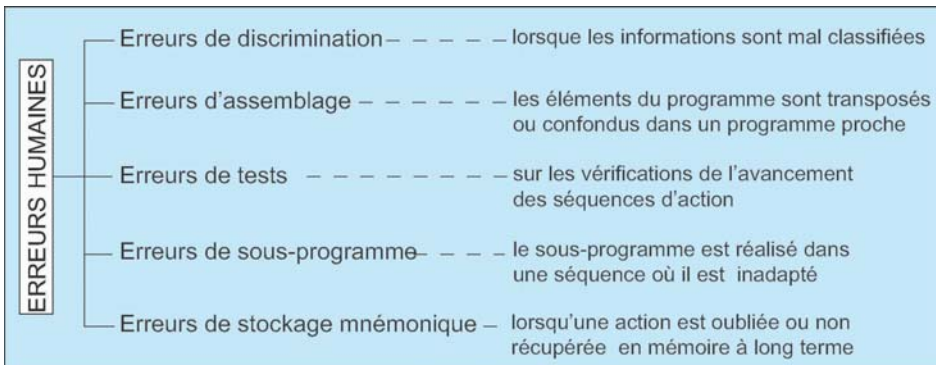 ERREURS HUMAINES
Erreurs de discrimination
lorsque les informations sont mal classifiées
Erreurs d'assemblage
les éléments du programme sont transposés
ou confondus dans un programme proche
Erreurs de tests
sur les vérifications de l'avancement
des séquences d'action
Erreurs de sous-programme
le sous-programme est réalisé dans
une séquence où il est inadapté
Erreurs de stockage mnémonique
lorsqu'une action est oubliée ou non
récupérée en mémoire à long terme